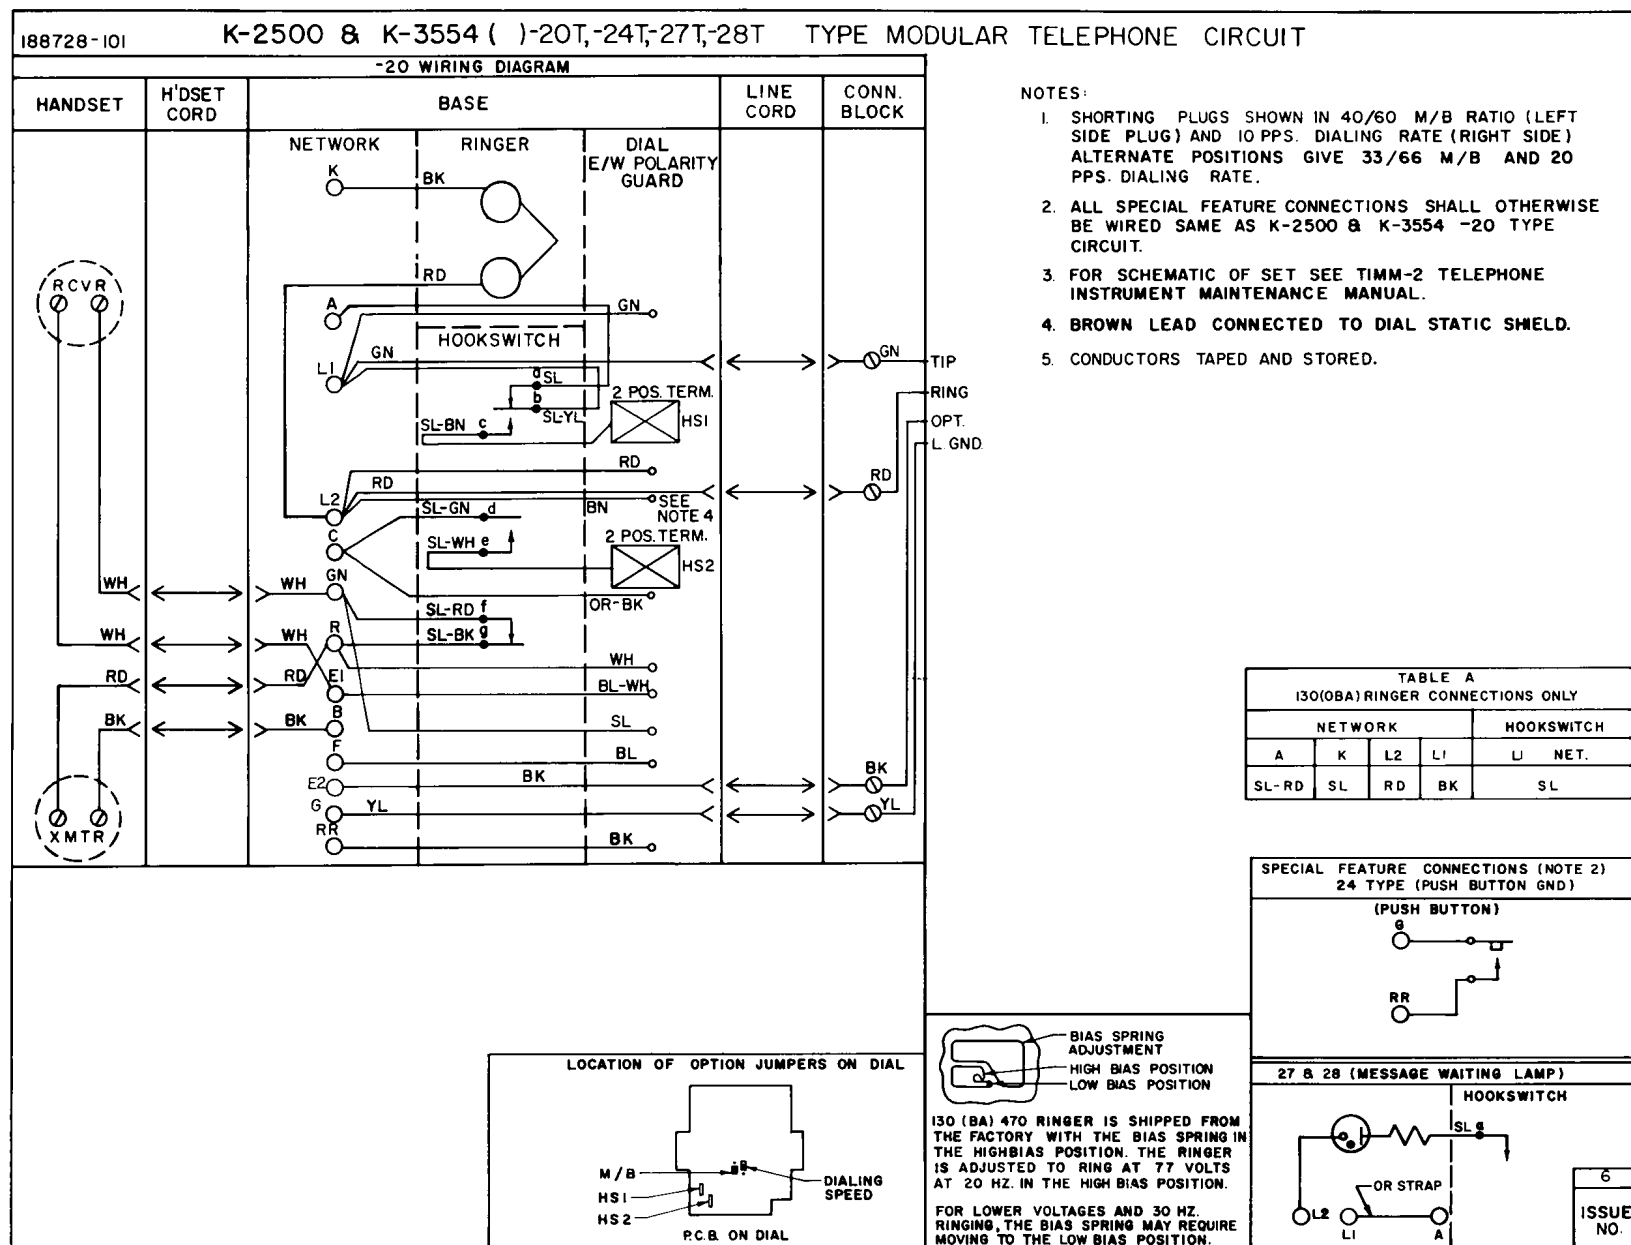 188728-101
K-2500 & K-3554 ( )-20T,-24T,-27T,-28T TYPE MODULAR TELEPHONE CIRCUIT
-20 WIRING DIAGRAM
HANDSET
H'DSET
CORD
BASE
LINE
CORD
CONN.
BLOCK
NETWORK
RINGER
DIAL
E/W POLARITY
GUARD
K
BK
RD
RCVR
A
GN
HOOKSWITCH
L1
GN
GN
TIP
a
SL
b
SL-YL
2 POS. TERM.
HS1
SL-BN c
RING
OPT.
L. GND.
RD
RD
RD
L2
BN
SEE
NOTE 4
SL-GN d
C
SL-WH e
2 POS. TERM.
HS2
GN
WH
WH
OR-BK
SL-RD f
R
SL-BK g
WH
WH
WH
RD
RD
E1
BL-WH
BK
BK
B
SL
F
BL
E2
BK
BK
G
YL
YL
RR
BK
XMTR
NOTES:
1. SHORTING PLUGS SHOWN IN 40/60 M/B RATIO (LEFT
SIDE PLUG) AND 10 PPS. DIALING RATE (RIGHT SIDE)
ALTERNATE POSITIONS GIVE 33/66 M/B AND 20
PPS. DIALING RATE.
2. ALL SPECIAL FEATURE CONNECTIONS SHALL OTHERWISE
BE WIRED SAME AS K-2500 & K-3554 -20 TYPE
CIRCUIT.
3. FOR SCHEMATIC OF SET SEE TIMM-2 TELEPHONE
INSTRUMENT MAINTENANCE MANUAL.
4. BROWN LEAD CONNECTED TO DIAL STATIC SHIELD.
5. CONDUCTORS TAPED AND STORED.
TABLE A
130(0BA) RINGER CONNECTIONS ONLY
NETWORK
HOOKSWITCH
A K L2 L1 L1 NET.
SL-RD SL RD BK SL
SPECIAL FEATURE CONNECTIONS (NOTE 2)
24 TYPE (PUSH BUTTON GND)
(PUSH BUTTON)
G
RR
27 & 28 (MESSAGE WAITING LAMP)
HOOKSWITCH
SL a
OR STRAP
L2
L1
A
6
ISSUE
NO.
BIAS SPRING
ADJUSTMENT
HIGH BIAS POSITION
LOW BIAS POSITION
130 (BA) 470 RINGER IS SHIPPED FROM
THE FACTORY WITH THE BIAS SPRING IN
THE HIGHBIAS POSITION. THE RINGER
IS ADJUSTED TO RING AT 77 VOLTS
AT 20 HZ. IN THE HIGH BIAS POSITION.
FOR LOWER VOLTAGES AND 30 HZ.
RINGING, THE BIAS SPRING MAY REQUIRE
MOVING TO THE LOW BIAS POSITION.
LOCATION OF OPTION JUMPERS ON DIAL
M/B
HS1
HS2
DIALING
SPEED
P.C.B. ON DIAL